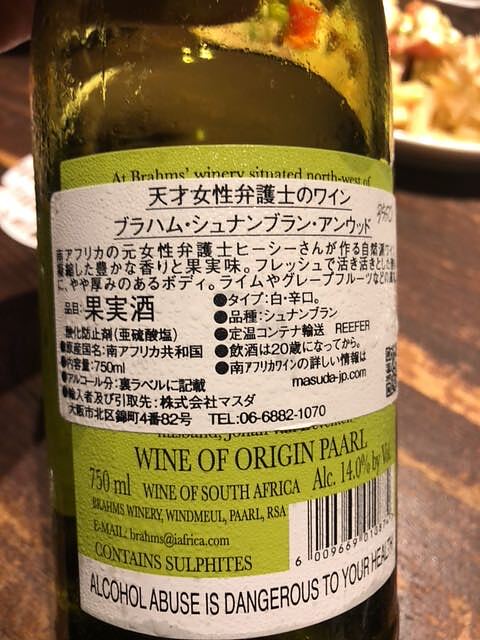 At Brahms' winery situated north-west of
天才女性弁護士のワイン
ブラハム・シュナンブラン・アンウッド
南アフリカの元女性弁護士ヒーシーさんが作る自然派ワイ
凝縮した豊かな香りと果実味。フレッシュで活き活きとした
に、やや厚みのあるボディ。ライムやグレープフルーツなどの
品目:果実酒
酸化防止剤(亜硫酸塩)
●原産国名:南アフリカ共和国
●内容量:750ml
●アルコール分:裏ラベルに記載
●輸入者及び引取先:株式会社マスダ
大阪市北区錦町4番82号 TEL:06-6882-1070
●タイプ:白・辛口。
●品種:シュナンブラン
●定温コンテナ輸送 REEFER
●飲酒は20歳になってから。
●南アフリカワインの詳しい情報は
masuda-jp.com
husband, Johan
WINE OF ORIGIN PAARL
750 ml WINE OF SOUTH AFRICA Alc. 14.0% by Vol
BRAHMS WINERY, WINDMEUL, PAARL, RSA
E-MAIL: brahms@iafrica.com
CONTAINS SULPHITES
6 009669
ALCOHOL ABUSE IS DANGEROUS TO YOUR HEALTH